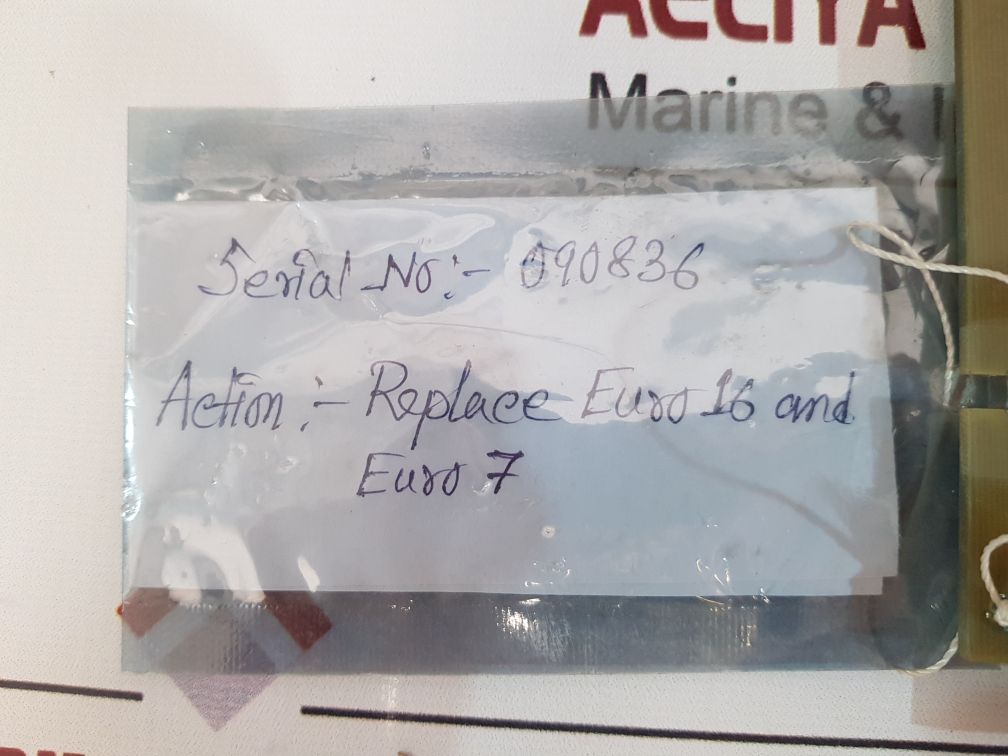 Marine &
Serial No:- 090836
Action:- Replace Euro 16 and
Euro 7